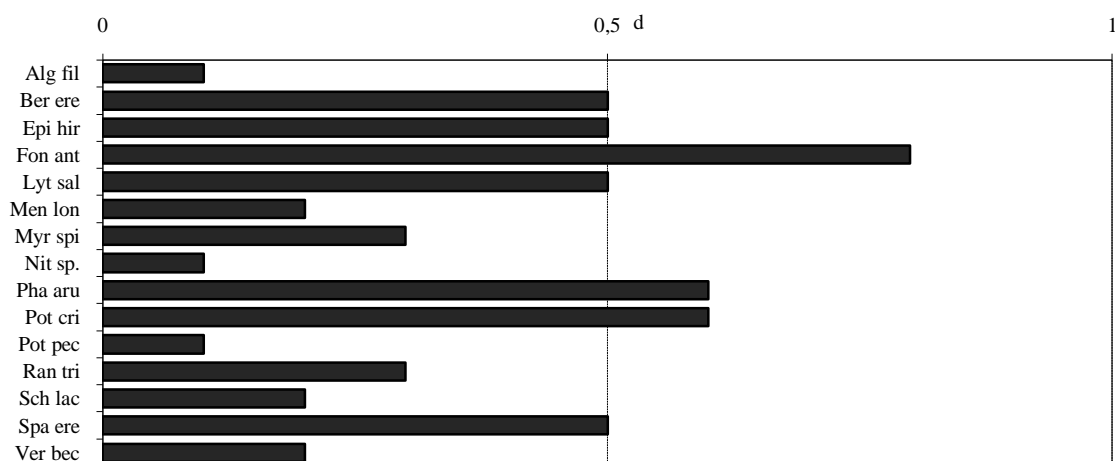 0 0,5 d 1
Alg fil
Ber ere
Epi hir
Fon ant
Lyt sal
Men lon
Myr spi
Nit sp.
Pha aru
Pot cri
Pot pec
Ran tri
Sch lac
Spa ere
Ver bec